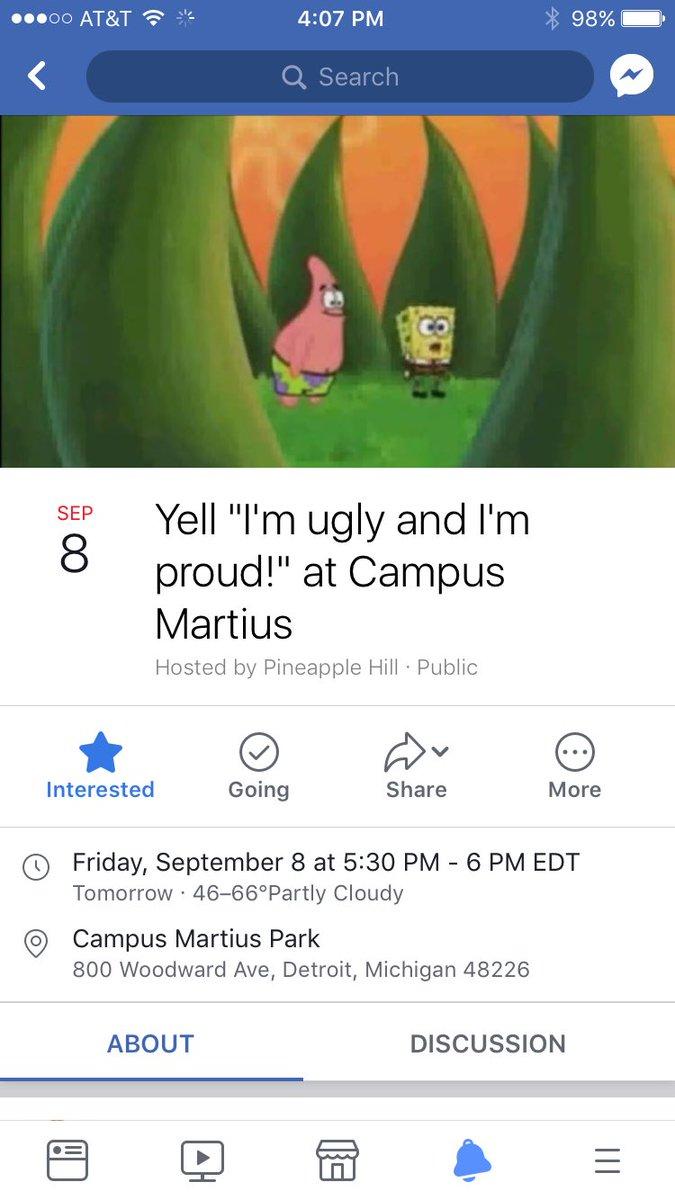 AT&T 4:07 PM 98%
Search
SEP
8
Yell "I'm ugly and I'm
proud!" at Campus
Martius
Hosted by Pineapple Hill · Public
Interested Going Share More
Friday, September 8 at 5:30 PM - 6 PM EDT
Tomorrow · 46–66°Partly Cloudy
Campus Martius Park
800 Woodward Ave, Detroit, Michigan 48226
ABOUT DISCUSSION